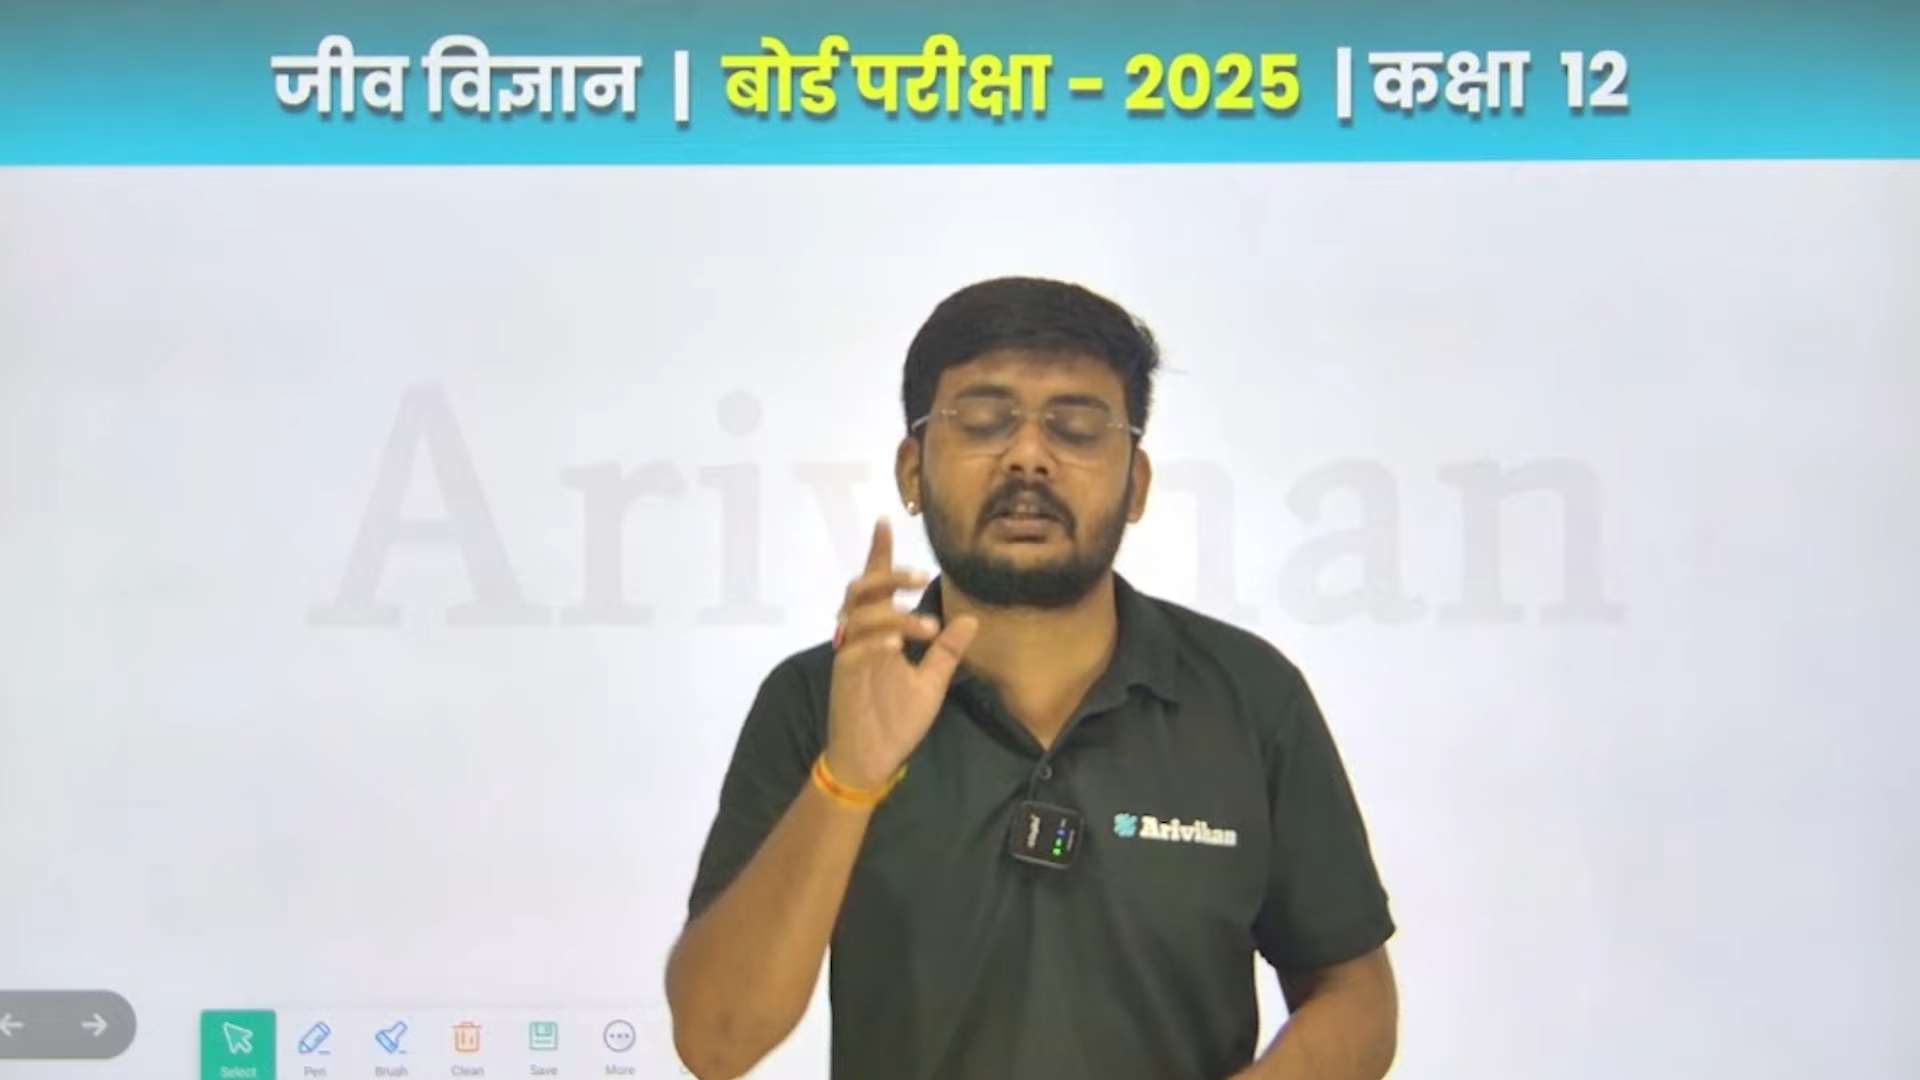 जीव विज्ञान | बोर्ड परीक्षा - 2025 | कक्षा 12
Arivihan
Arivihan
Select Pen Brush Clean Save More